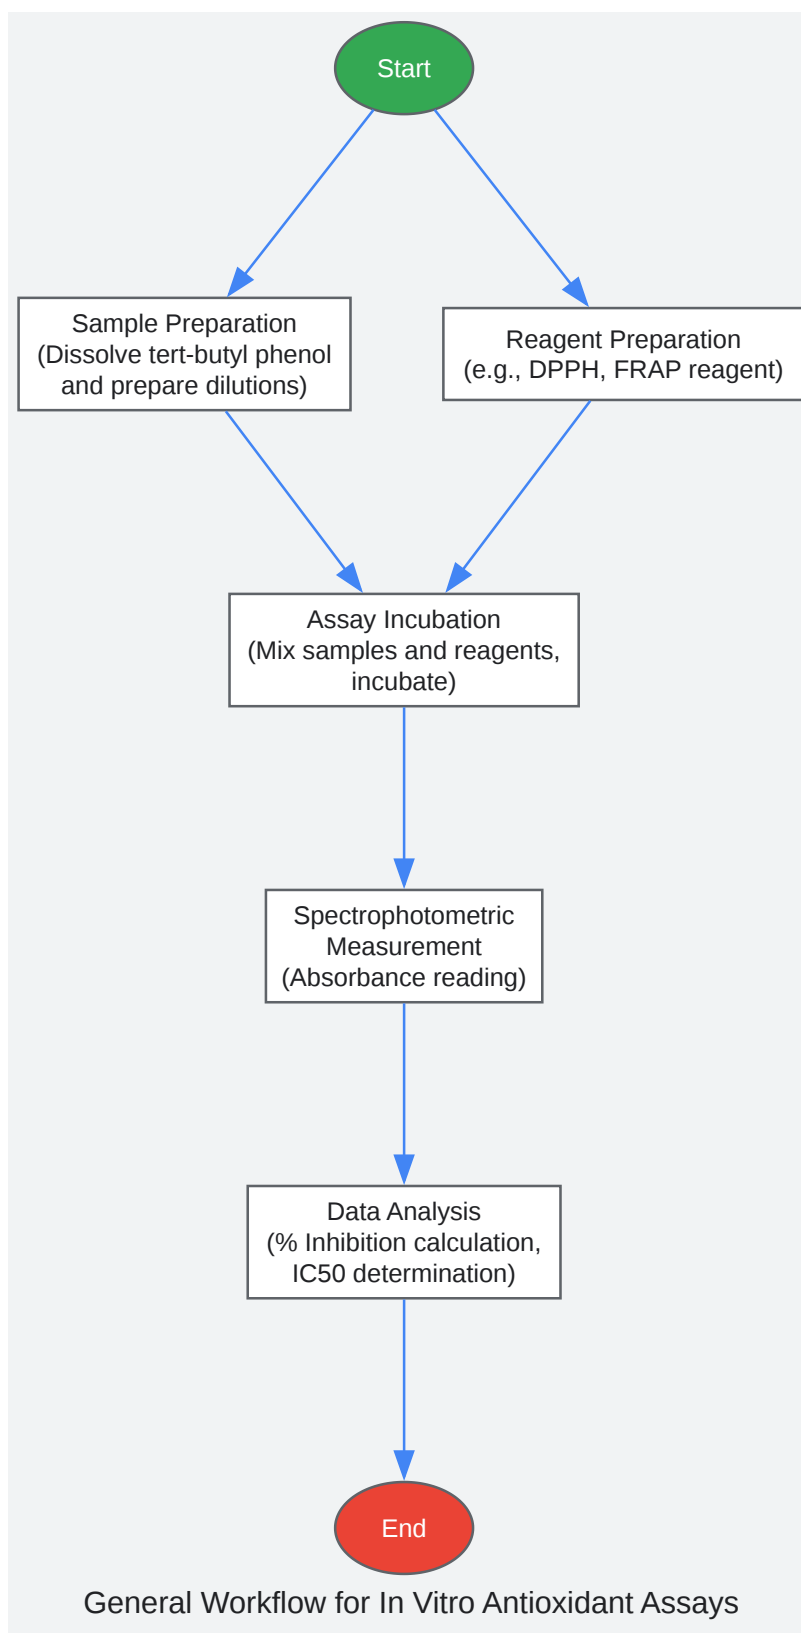 Start
Sample Preparation
(Dissolve tert-butyl phenol
and prepare dilutions)
Reagent Preparation
(e.g., DPPH, FRAP reagent)
Assay Incubation
(Mix samples and reagents,
incubate)
Spectrophotometric
Measurement
(Absorbance reading)
Data Analysis
(% Inhibition calculation,
IC50 determination)
End
General Workflow for In Vitro Antioxidant Assays